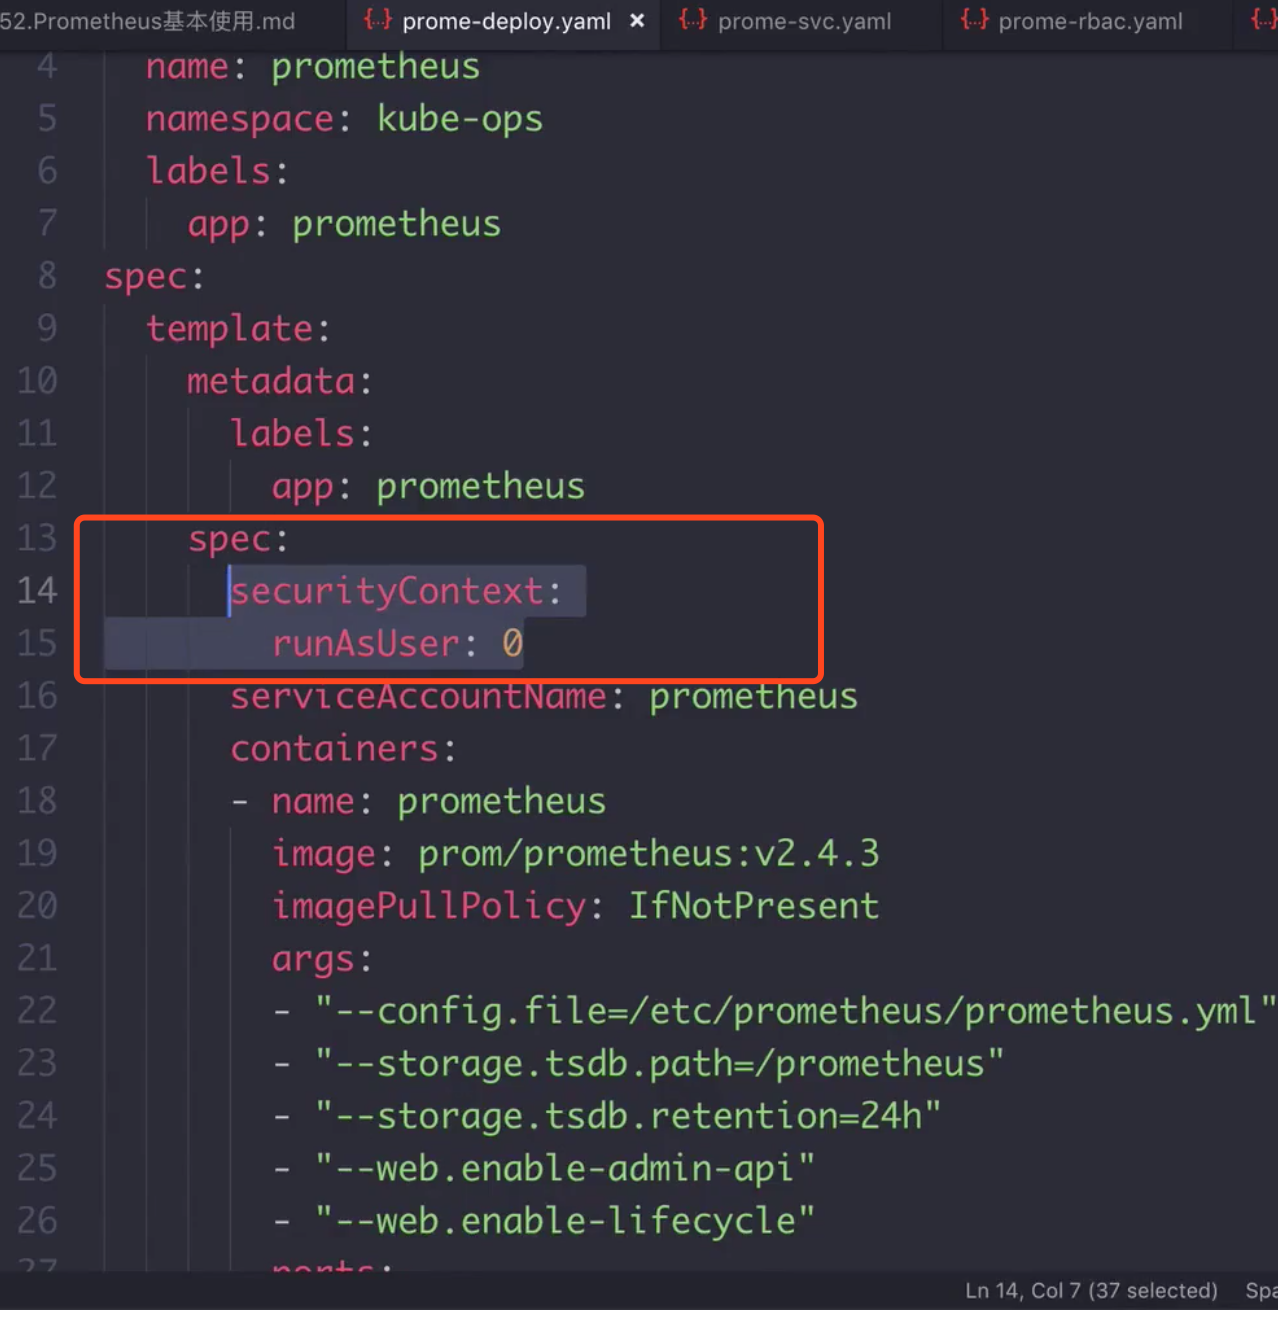 52.Prometheus基本使用.md {..} prome-deploy.yaml × {..} prome-svc.yaml {..} prome-rbac.yaml {..}
4 name: prometheus
5 namespace: kube-ops
6 labels:
7 app: prometheus
8 spec:
9 template:
10 metadata:
11 labels:
12 app: prometheus
13 spec:
14 securityContext:
15 runAsUser: 0
16 serviceAccountName: prometheus
17 containers:
18 - name: prometheus
19 image: prom/prometheus:v2.4.3
20 imagePullPolicy: IfNotPresent
21 args:
22 - "--config.file=/etc/prometheus/prometheus.yml"
23 - "--storage.tsdb.path=/prometheus"
24 - "--storage.tsdb.retention=24h"
25 - "--web.enable-admin-api"
26 - "--web.enable-lifecycle"
27 ports:
Ln 14, Col 7 (37 selected) Spa